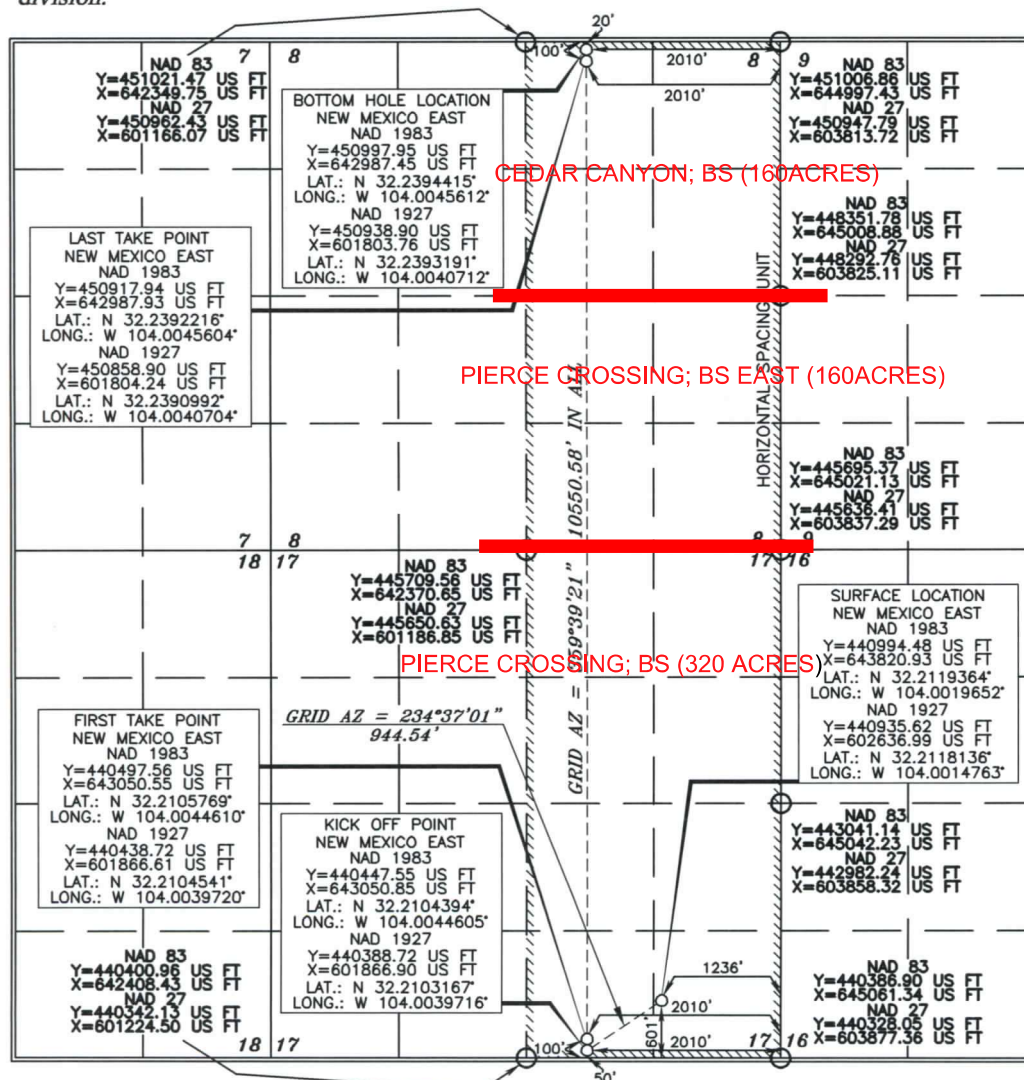 division.
20'
100'
2010'
2010'
7 8
8 9
NAD 83
Y=451021.47 US FT
X=642349.75 US FT
NAD 27
Y=450962.43 US FT
X=601166.07 US FT
BOTTOM HOLE LOCATION
NEW MEXICO EAST
NAD 1983
Y=450997.95 US FT
X=642987.45 US FT
LAT.: N 32.2394415°
LONG.: W 104.0045612°
NAD 1927
Y=450938.90 US FT
X=601803.76 US FT
LAT.: N 32.2393191°
LONG.: W 104.0040712°
NAD 83
Y=451006.86 US FT
X=644997.43 US FT
NAD 27
Y=450947.79 US FT
X=603813.72 US FT
CEDAR CANYON; BS (160ACRES)
NAD 83
Y=448351.78 US FT
X=645008.88 US FT
NAD 27
Y=448292.76 US FT
X=603825.11 US FT
LAST TAKE POINT
NEW MEXICO EAST
NAD 1983
Y=450917.94 US FT
X=642987.93 US FT
LAT.: N 32.2392216°
LONG.: W 104.0045604°
NAD 1927
Y=450858.90 US FT
X=601804.24 US FT
LAT.: N 32.2390992°
LONG.: W 104.0040704°
HORIZONTAL SPACING UNIT
PIERCE CROSSING; BS EAST (160ACRES)
GRID AZ = 359°39'21" 10550.58' IN ALL
NAD 83
Y=445695.37 US FT
X=645021.13 US FT
NAD 27
Y=445636.41 US FT
X=603837.29 US FT
7 8
18 17
8 9
17 16
NAD 83
Y=445709.56 US FT
X=642370.65 US FT
NAD 27
Y=445650.63 US FT
X=601186.85 US FT
SURFACE LOCATION
NEW MEXICO EAST
NAD 1983
Y=440994.48 US FT
X=643820.93 US FT
LAT.: N 32.2119364°
LONG.: W 104.0019652°
NAD 1927
Y=440935.62 US FT
X=602636.99 US FT
LAT.: N 32.2118136°
LONG.: W 104.0014763°
PIERCE CROSSING; BS (320 ACRES)
FIRST TAKE POINT
NEW MEXICO EAST
NAD 1983
Y=440497.56 US FT
X=643050.55 US FT
LAT.: N 32.2105769°
LONG.: W 104.0044610°
NAD 1927
Y=440438.72 US FT
X=601866.61 US FT
LAT.: N 32.2104541°
LONG.: W 104.0039720°
GRID AZ = 234°37'01"
944.54'
KICK OFF POINT
NEW MEXICO EAST
NAD 1983
Y=440447.55 US FT
X=643050.85 US FT
LAT.: N 32.2104394°
LONG.: W 104.0044605°
NAD 1927
Y=440388.72 US FT
X=601866.90 US FT
LAT.: N 32.2103167°
LONG.: W 104.0039716°
NAD 83
Y=443041.14 US FT
X=645042.23 US FT
NAD 27
Y=442982.24 US FT
X=603858.32 US FT
NAD 83
Y=440400.96 US FT
X=642408.43 US FT
NAD 27
Y=440342.13 US FT
X=601224.50 US FT
1236'
2010'
601'
2010'
100'
50'
NAD 83
Y=440386.90 US FT
X=645061.34 US FT
NAD 27
Y=440328.05 US FT
X=603877.36 US FT
18 17
17 16